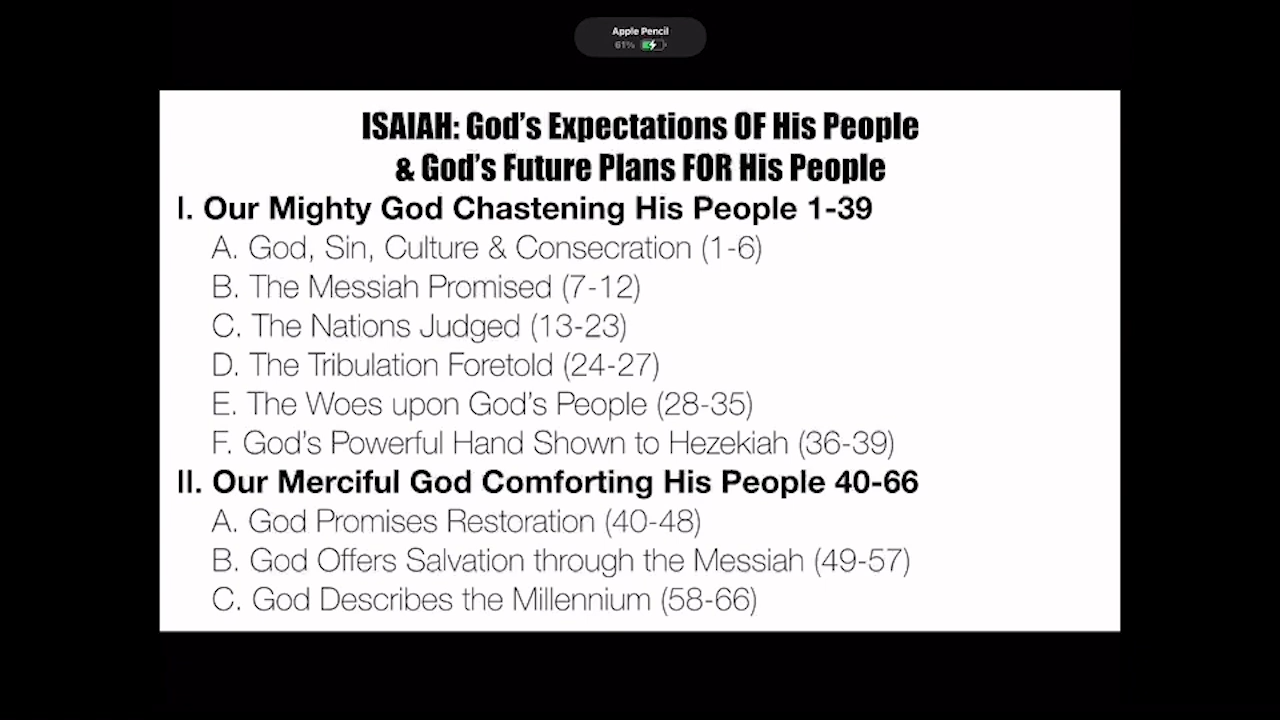 Apple Pencil
61%
ISAIAH: God's Expectations OF His People
& God's Future Plans FOR His People
I. Our Mighty God Chastening His People 1-39
A. God, Sin, Culture & Consecration (1-6)
B. The Messiah Promised (7-12)
C. The Nations Judged (13-23)
D. The Tribulation Foretold (24-27)
E. The Woes upon God's People (28-35)
F. God's Powerful Hand Shown to Hezekiah (36-39)
II. Our Merciful God Comforting His People 40-66
A. God Promises Restoration (40-48)
B. God Offers Salvation through the Messiah (49-57)
C. God Describes the Millennium (58-66)